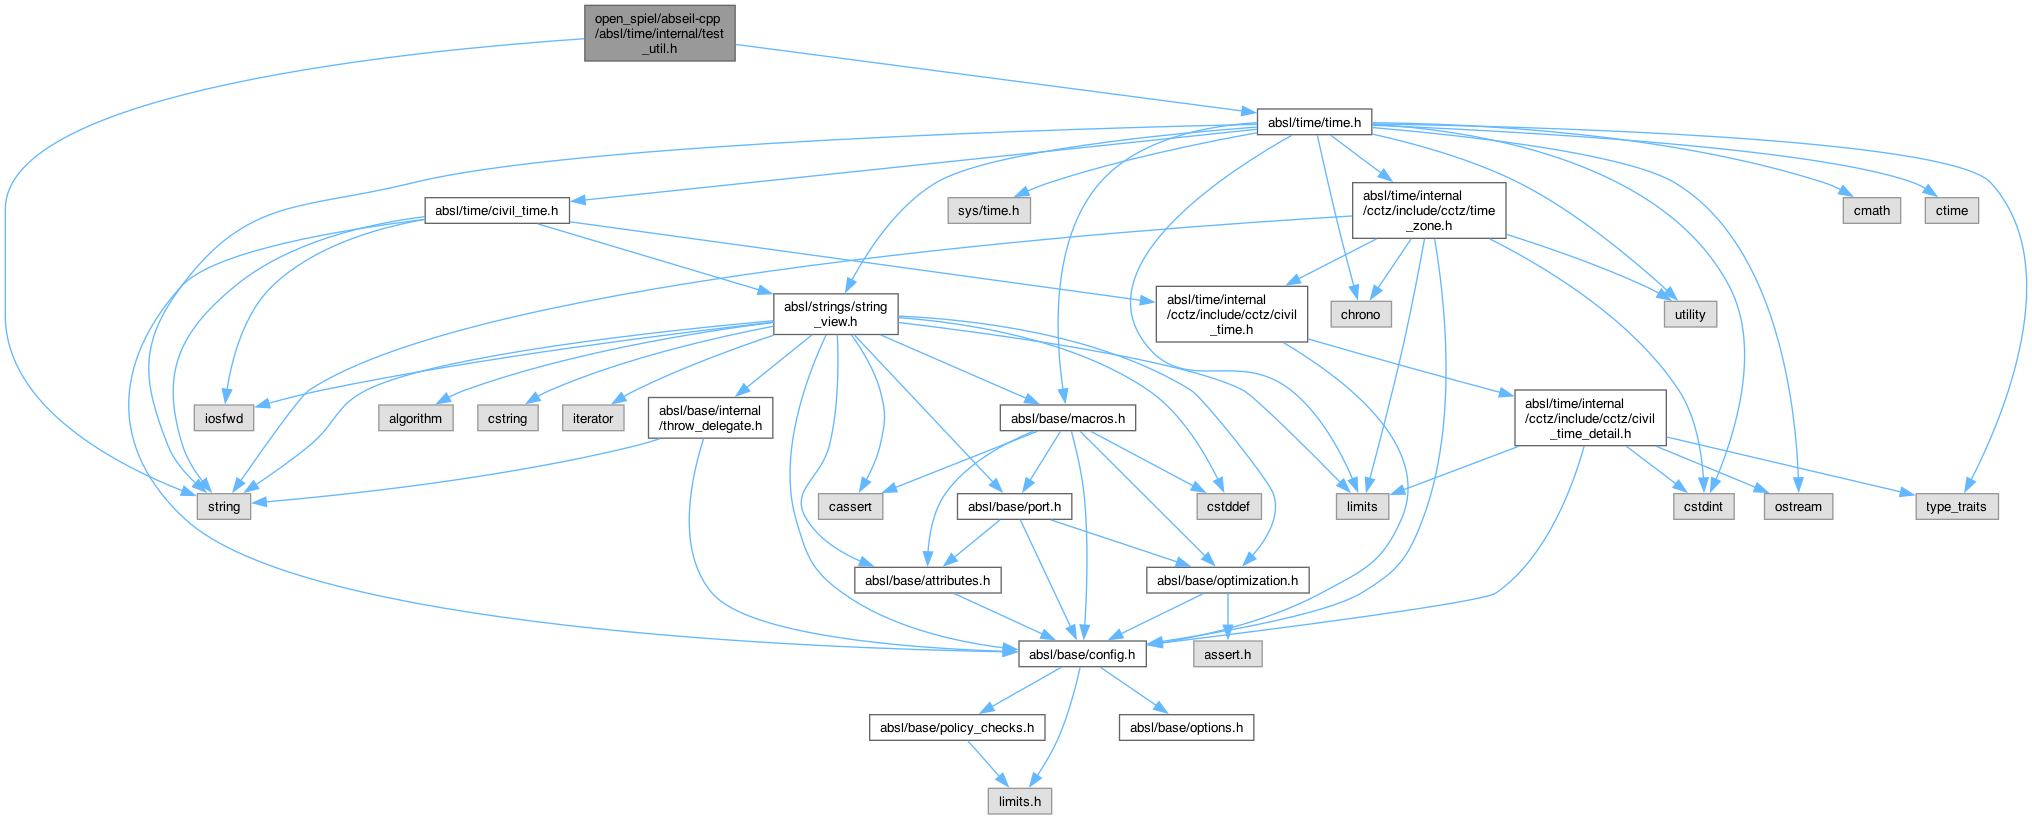 open_spiel/abseil-cpp
/absl/time/internal/test
_util.h
absl/time/time.h
absl/time/civil_time.h
sys/time.h
absl/time/internal
/cctz/include/cctz/time
_zone.h
cmath
ctime
absl/strings/string
_view.h
absl/time/internal
/cctz/include/cctz/civil
_time.h
chrono
utility
iosfwd
algorithm
cstring
iterator
absl/base/internal
/throw_delegate.h
absl/base/macros.h
absl/time/internal
/cctz/include/cctz/civil
_time_detail.h
string
cassert
absl/base/port.h
cstddef
limits
cstdint
ostream
type_traits
absl/base/attributes.h
absl/base/optimization.h
absl/base/config.h
assert.h
absl/base/policy_checks.h
absl/base/options.h
limits.h